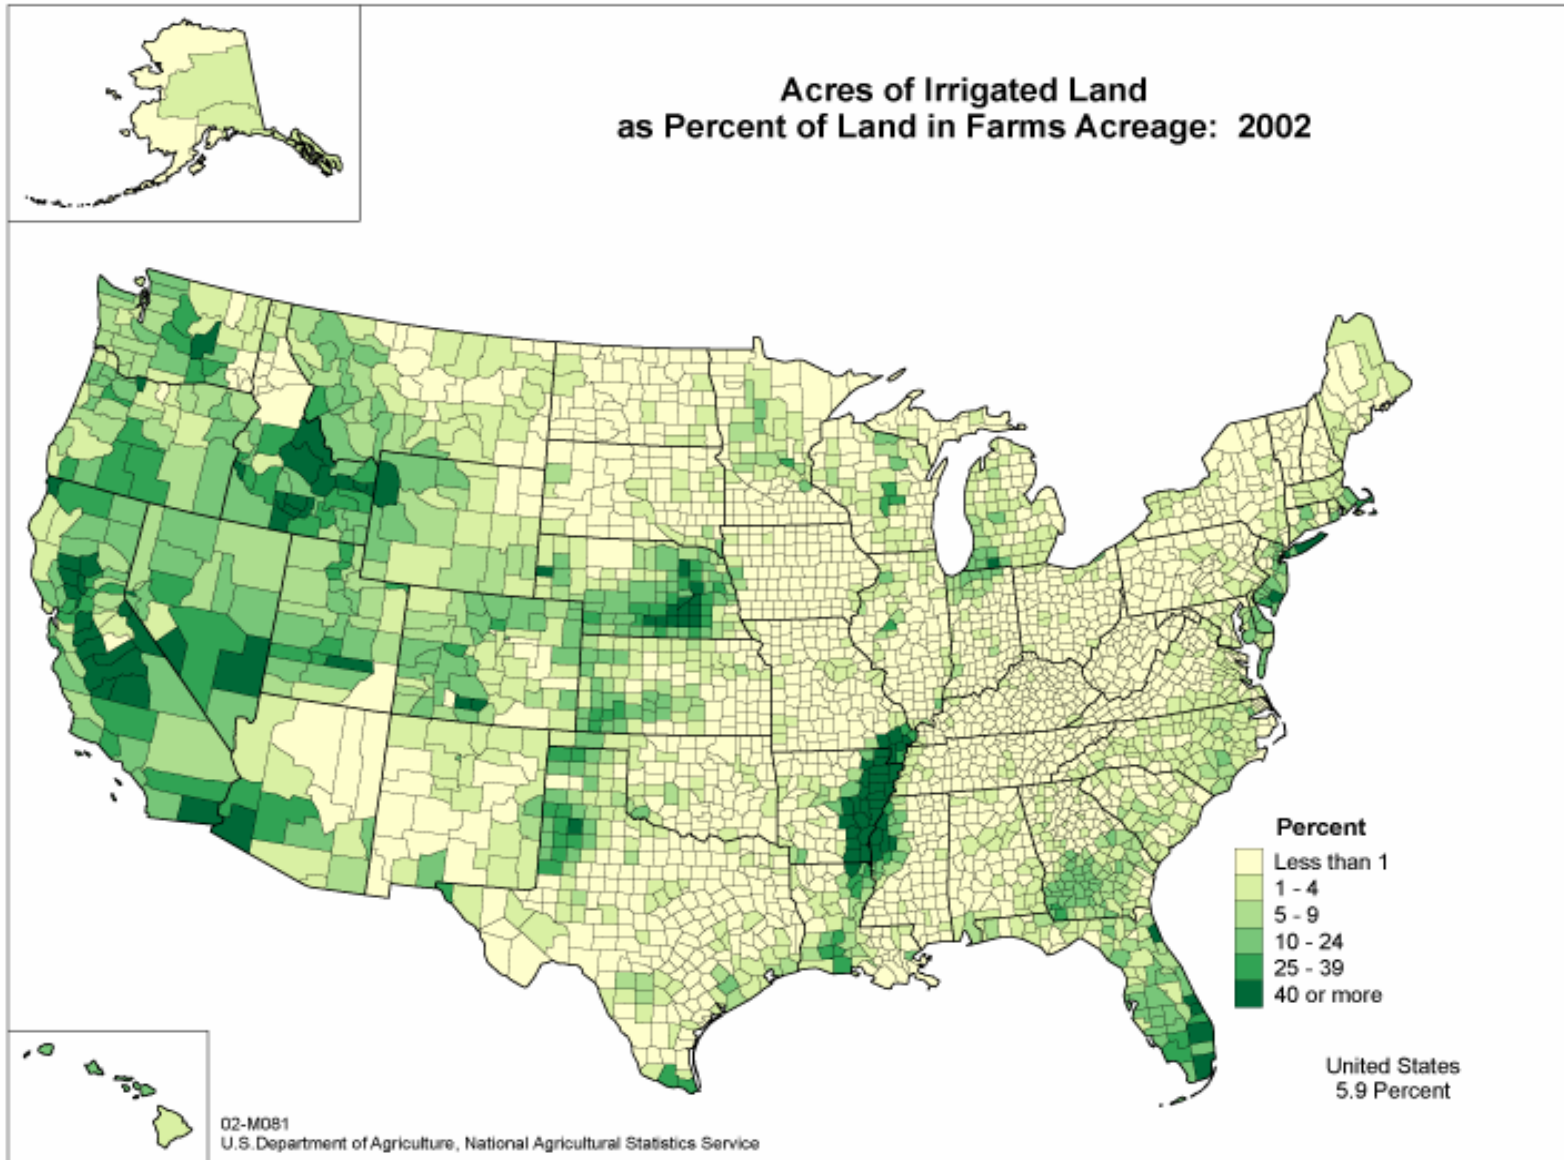 Acres of Irrigated Land
as Percent of Land in Farms Acreage: 2002
Percent
Less than 1
1 - 4
5 - 9
10 - 24
25 - 39
40 or more
United States
5.9 Percent
02-M081
U.S.Department of Agriculture, National Agricultural Statistics Service